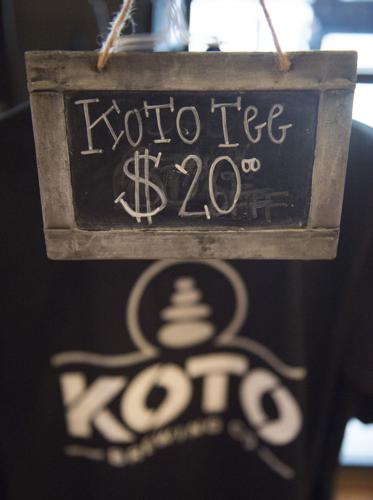 KOTO TEE
$20⁰⁰
KOTO
BREWING CO